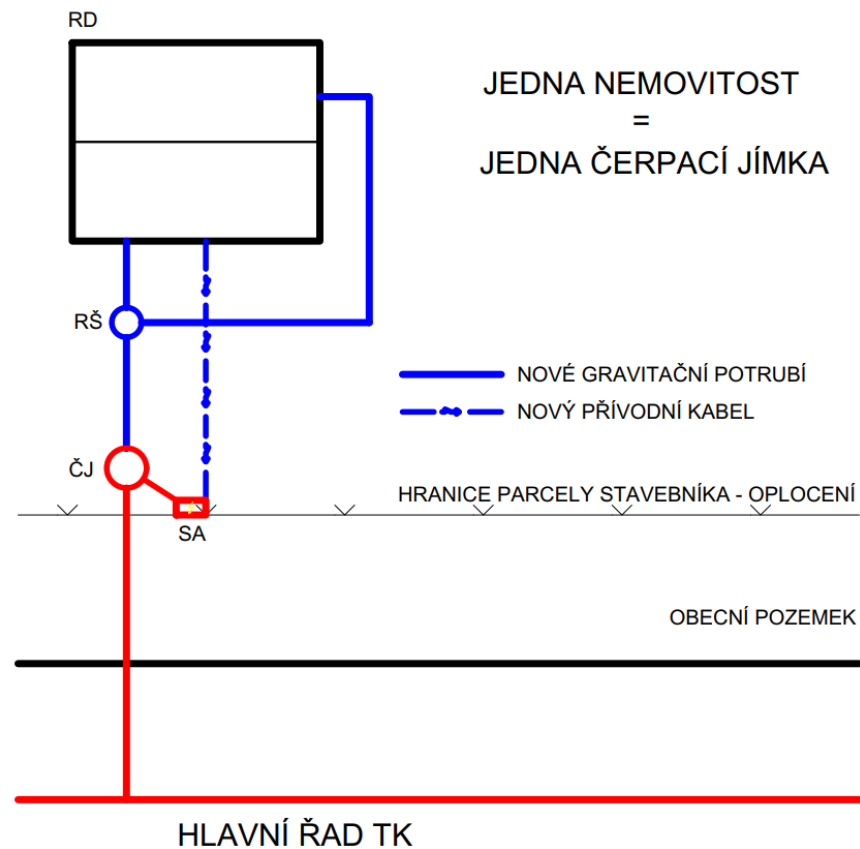 RD
JEDNA NEMOVITOST
=
JEDNA ČERPACÍ JÍMKA
RŠ
NOVÉ GRAVITAČNÍ POTRUBÍ
NOVÝ PŘÍVODNÍ KABEL
ČJ
HRANICE PARCELY STAVEBNÍKA - OPLOCENÍ
SA
OBECNÍ POZEMEK
HLAVNÍ ŘAD TK